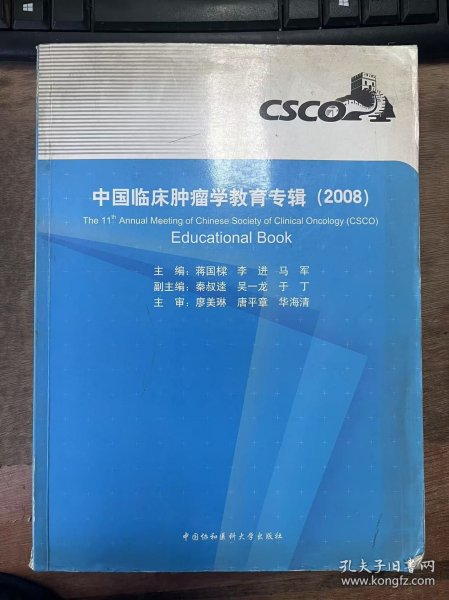 CSCO
中国临床肿瘤学教育专辑（2008）
The 11th Annual Meeting of Chinese Society of Clinical Oncology (CSCO)
Educational Book
主 编：蒋国樑 李 进 马 军
副主编：秦叔逵 吴一龙 于 丁
主 审：廖美琳 唐平章 华海清
中国协和医科大学出版社
孔夫子旧书网
www.kongfz.com